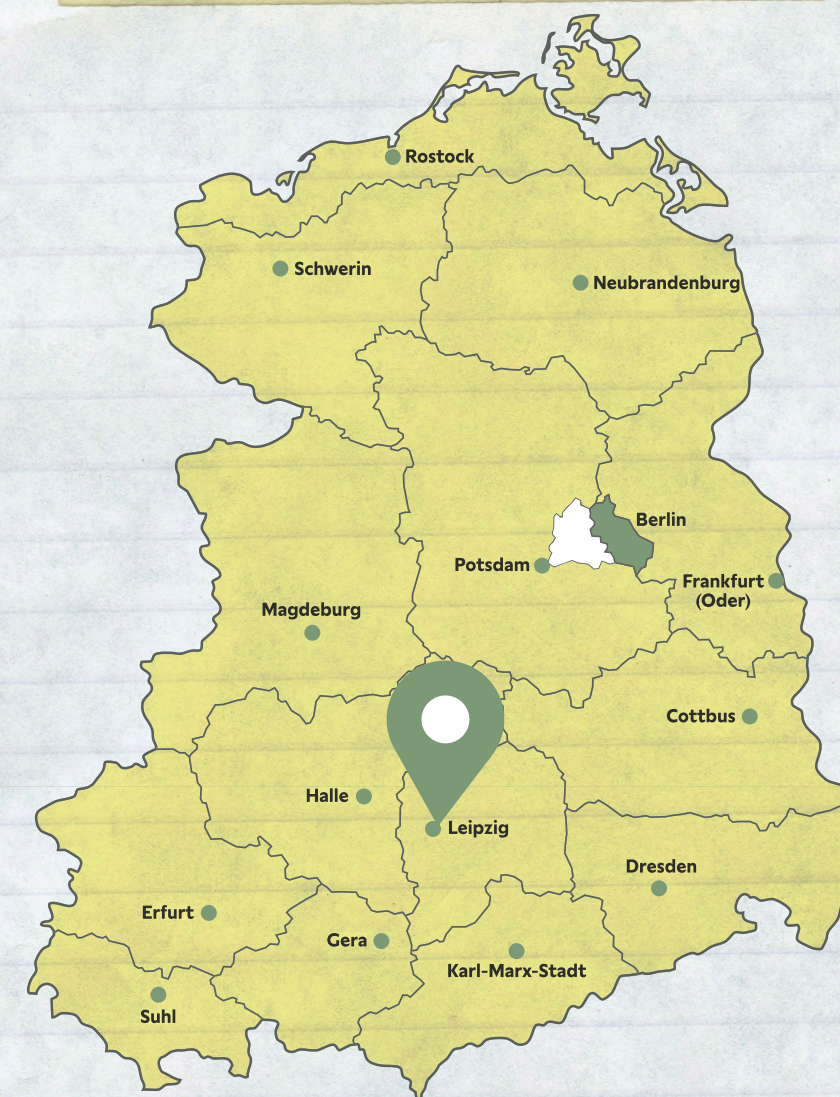 Rostock
Schwerin
Neubrandenburg
Berlin
Potsdam
Frankfurt
(Oder)
Magdeburg
Cottbus
Halle
Leipzig
Dresden
Erfurt
Gera
Karl-Marx-Stadt
Suhl